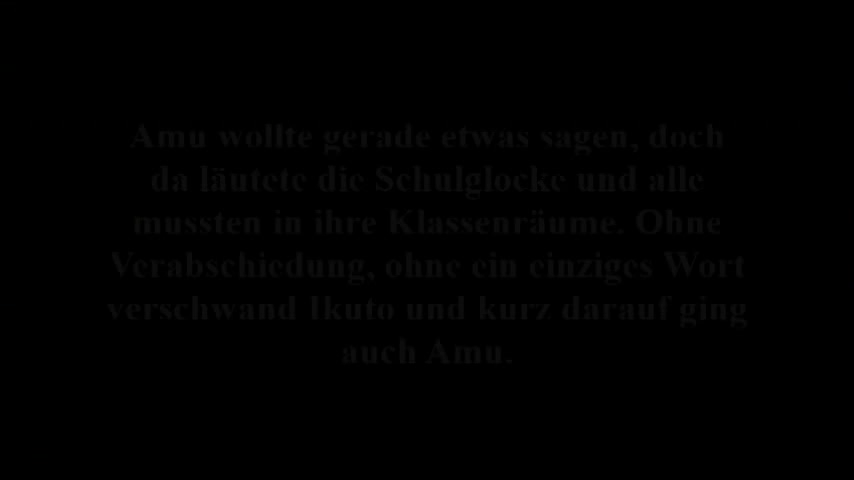 Amu wollte gerade etwas sagen, doch
da läutete die Schulglocke und alle
mussten in ihre Klassenräume. Ohne
Verabschiedung, ohne ein einziges Wort
verschwand Ikuto und kurz darauf ging
auch Amu.